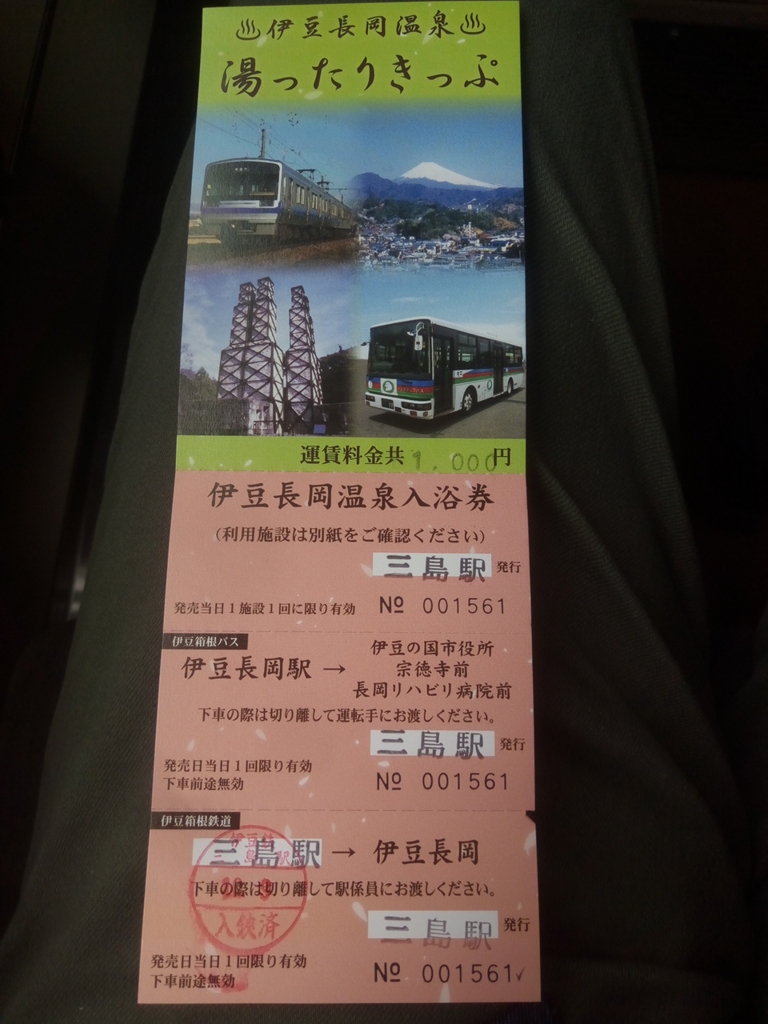 ♨伊豆長岡温泉♨
湯ったりきっぷ
運賃料金共1,000円
伊豆長岡温泉入浴券
(利用施設は別紙をご確認ください)
三島駅 発行
発売当日1施設1回に限り有効 № 001561
伊豆箱根バス
伊豆長岡駅 → 伊豆の国市役所
宗徳寺前
長岡リハビリ病院前
下車の際は切り離して運転手にお渡しください。
三島駅 発行
発売日当日1回限り有効
下車前途無効
№ 001561
伊豆箱根鉄道
三島駅 → 伊豆長岡
下車の際は切り離して駅係員にお渡しください。
入鋏済
三島駅 発行
発売日当日1回限り有効
下車前途無効
№ 001561